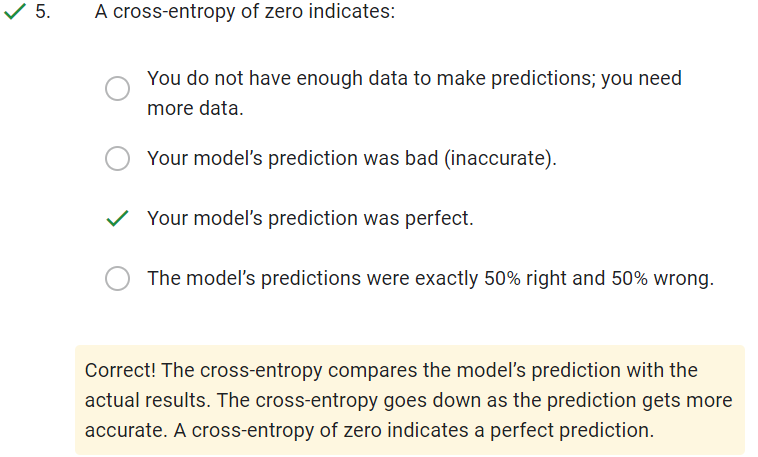 5. A cross-entropy of zero indicates:
You do not have enough data to make predictions; you need
more data.
Your model’s prediction was bad (inaccurate).
Your model’s prediction was perfect.
The model’s predictions were exactly 50% right and 50% wrong.
Correct! The cross-entropy compares the model’s prediction with the
actual results. The cross-entropy goes down as the prediction gets more
accurate. A cross-entropy of zero indicates a perfect prediction.